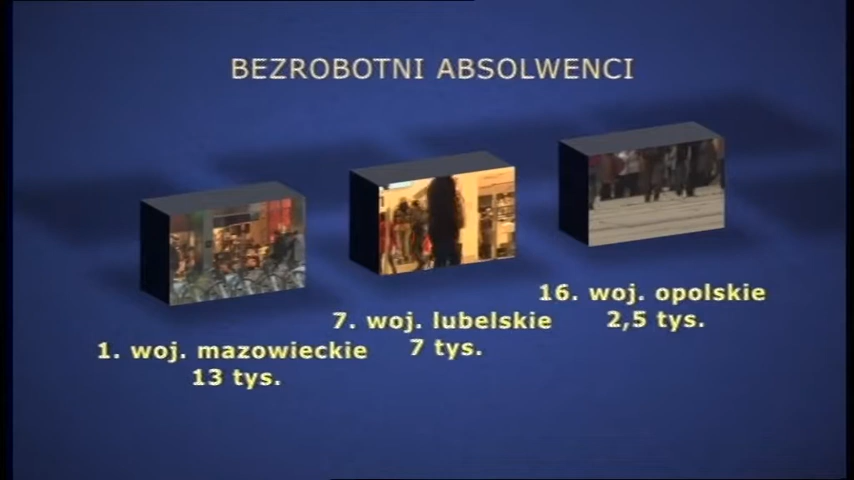 BEZROBOTNI ABSOLWENCI
1. woj. mazowieckie
13 tys.
7. woj. lubelskie
7 tys.
16. woj. opolskie
2,5 tys.